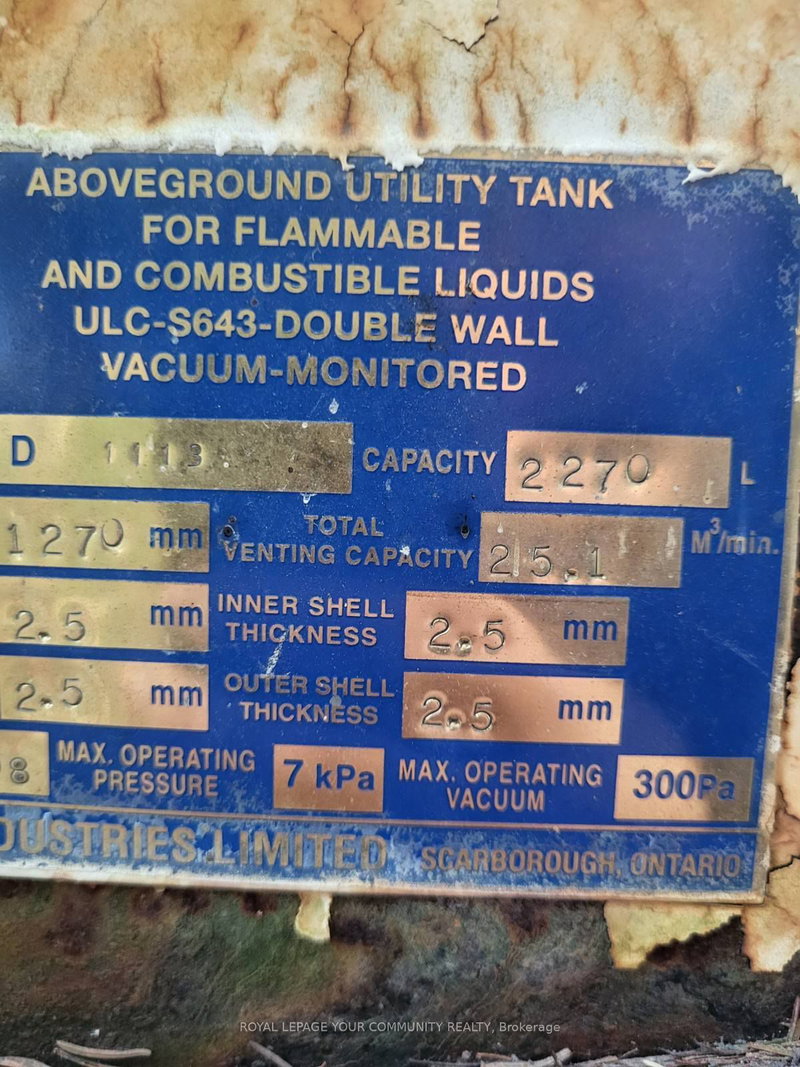 ABOVEGROUND UTILITY TANK
FOR FLAMMABLE
AND COMBUSTIBLE LIQUIDS
ULC-S643-DOUBLE WALL
VACUUM-MONITORED
D 1113 CAPACITY 2270 L
1270 mm TOTAL VENTING CAPACITY 25.1 M³/min.
2.5 mm INNER SHELL THICKNESS 2.5 mm
2.5 mm OUTER SHELL THICKNESS 2.5 mm
8 MAX. OPERATING PRESSURE 7 kPa MAX. OPERATING VACUUM 300Pa
DUSTRIES LIMITED SCARBOROUGH, ONTARIO
ROYAL LEPAGE YOUR COMMUNITY REALTY, Brokerage